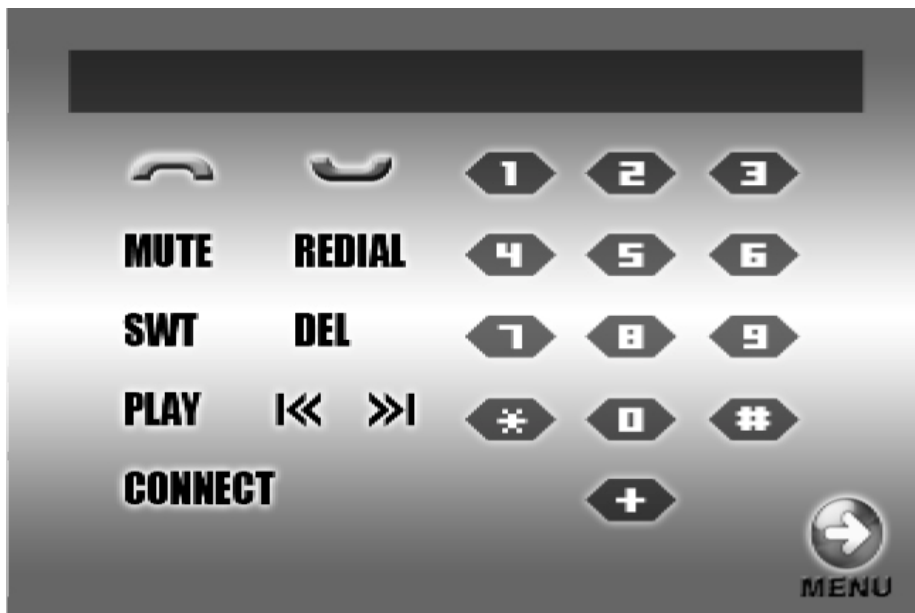 1 2 3
MUTE REDIAL 4 5 6
SWT DEL 7 8 9
PLAY * 0 #
CONNECT +
MENU